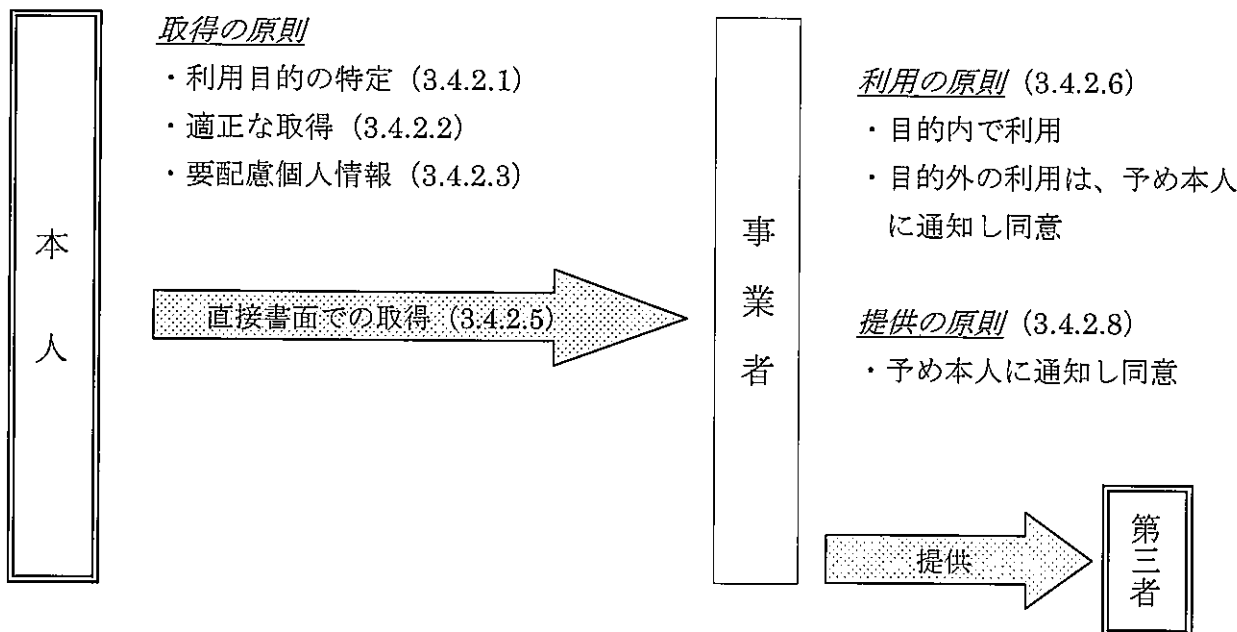 本人
取得の原則
・利用目的の特定（3.4.2.1）
・適正な取得（3.4.2.2）
・要配慮個人情報（3.4.2.3）
直接書面での取得（3.4.2.5）
事業者
利用の原則（3.4.2.6）
・目的内で利用
・目的外の利用は、予め本人
に通知し同意
提供の原則（3.4.2.8）
・予め本人に通知し同意
提供
第三者